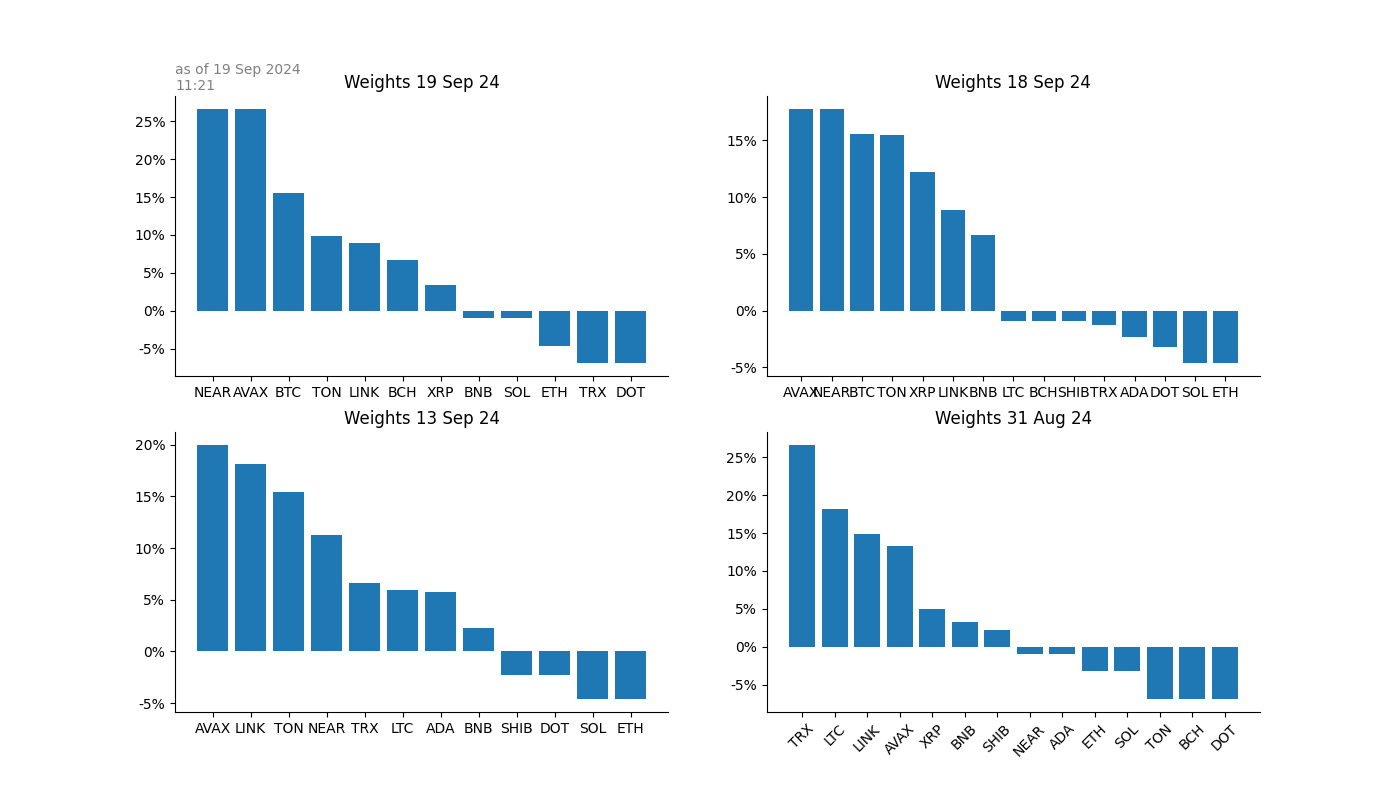 as of 19 Sep 2024
11:21
Weights 19 Sep 24
25%
20%
15%
10%
5%
0%
-5%
NEAR AVAX BTC TON LINK BCH XRP BNB SOL ETH TRX DOT
Weights 18 Sep 24
15%
10%
5%
0%
-5%
AVAX NEAR BTC TON XRP LINK BNB LTC BCH SHIB TRX ADA DOT SOL ETH
Weights 13 Sep 24
20%
15%
10%
5%
0%
-5%
AVAX LINK TON NEAR TRX LTC ADA BNB SHIB DOT SOL ETH
Weights 31 Aug 24
25%
20%
15%
10%
5%
0%
-5%
TRX LTC LINK AVAX XRP BNB SHIB NEAR ADA ETH SOL TON BCH DOT